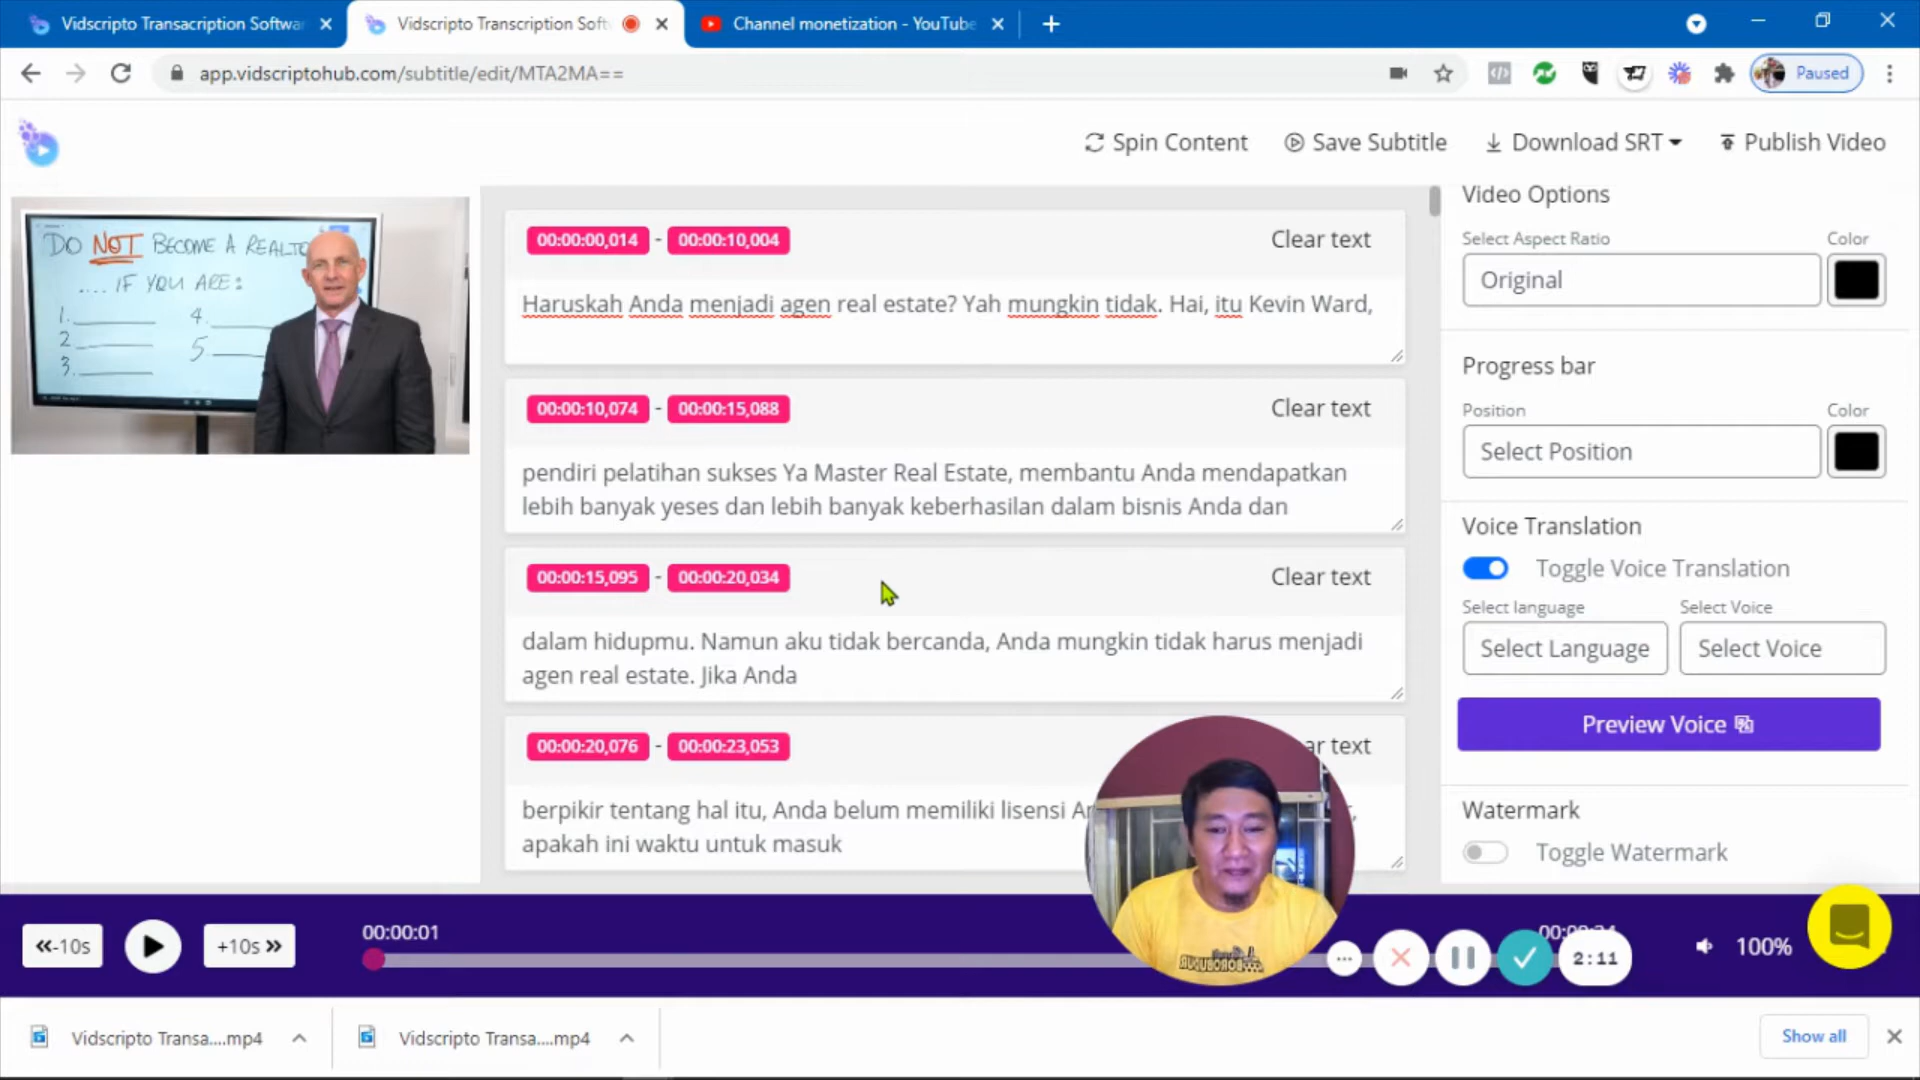 Vidscripto Transacription Softwar
Vidscripto Transcription Soft
Channel monetization - YouTube
app.vidscriptohub.com/subtitle/edit/MTA2MA==
Paused
Spin Content
Save Subtitle
Download SRT
Publish Video
DO NOT BECOME A REALTO
.... IF YOU ARE:
1.
2.
3.
4.
5.
00:00:00,014 - 00:00:10,004
Clear text
Haruskah Anda menjadi agen real estate? Yah mungkin tidak. Hai, itu Kevin Ward,
00:00:10,074 - 00:00:15,088
Clear text
pendiri pelatihan sukses Ya Master Real Estate, membantu Anda mendapatkan
lebih banyak yeses dan lebih banyak keberhasilan dalam bisnis Anda dan
00:00:15,095 - 00:00:20,034
Clear text
dalam hidupmu. Namun aku tidak bercanda, Anda mungkin tidak harus menjadi
agen real estate. Jika Anda
00:00:20,076 - 00:00:23,053
ar text
berpikir tentang hal itu, Anda belum memiliki lisensi
apakah ini waktu untuk masuk
Video Options
Select Aspect Ratio
Color
Original
Progress bar
Position
Color
Select Position
Voice Translation
Toggle Voice Translation
Select language
Select Voice
Select Language
Select Voice
Preview Voice
Watermark
Toggle Watermark
-10s
+10s
00:00:01
2:11
100%
Vidscripto Transa....mp4
Vidscripto Transa....mp4
Show all